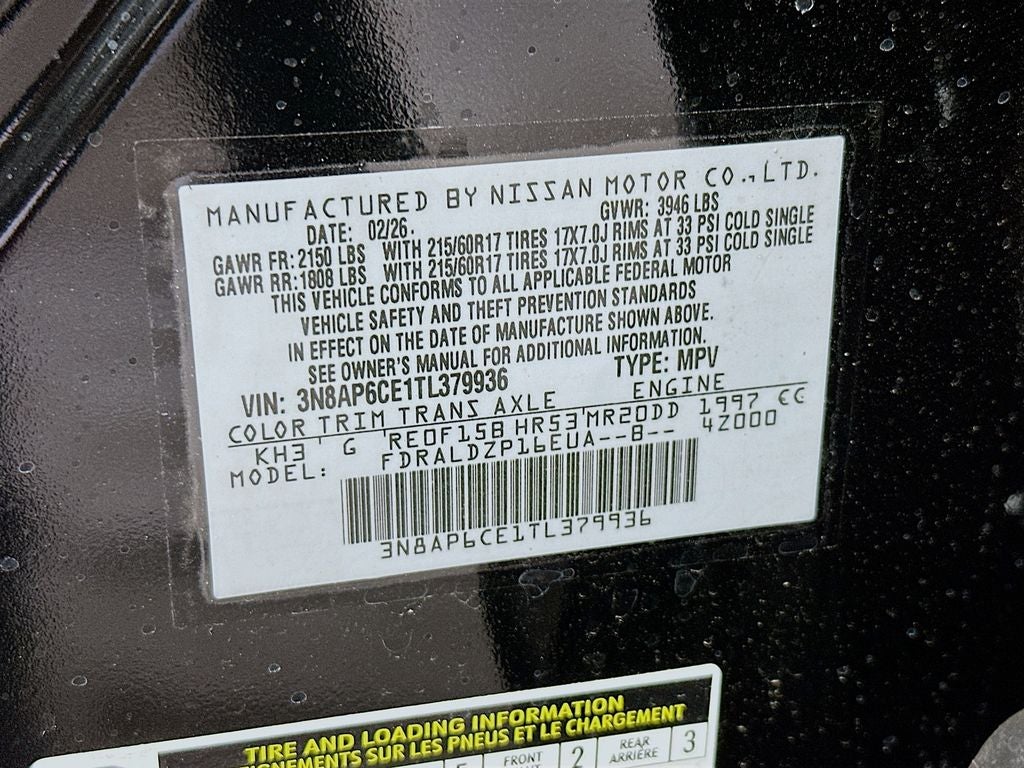 MANUFACTURED BY NISSAN MOTOR CO.,LTD.
DATE: 02/26. GVWR: 3946 LBS
GAWR FR: 2150 LBS WITH 215/60R17 TIRES 17X7.0J RIMS AT 33 PSI COLD SINGLE
GAWR RR: 1808 LBS WITH 215/60R17 TIRES 17X7.0J RIMS AT 33 PSI COLD SINGLE
THIS VEHICLE CONFORMS TO ALL APPLICABLE FEDERAL MOTOR
VEHICLE SAFETY AND THEFT PREVENTION STANDARDS
IN EFFECT ON THE DATE OF MANUFACTURE SHOWN ABOVE.
SEE OWNER'S MANUAL FOR ADDITIONAL INFORMATION.
VIN: 3N8AP6CE1TL379936 TYPE: MPV
COLOR TRIM TRANS AXLE ENGINE
KH3 G RE0F15B HR53 MR20DD 1997 CC
MODEL: FDRALDZP16EUA--B-- 4Z000
3N8AP6CE1TL379936
TIRE AND LOADING INFORMATION
SUR LES PNEUS ET LE CHARGEMENT
FRONT 2 REAR 3
ARRIÈRE